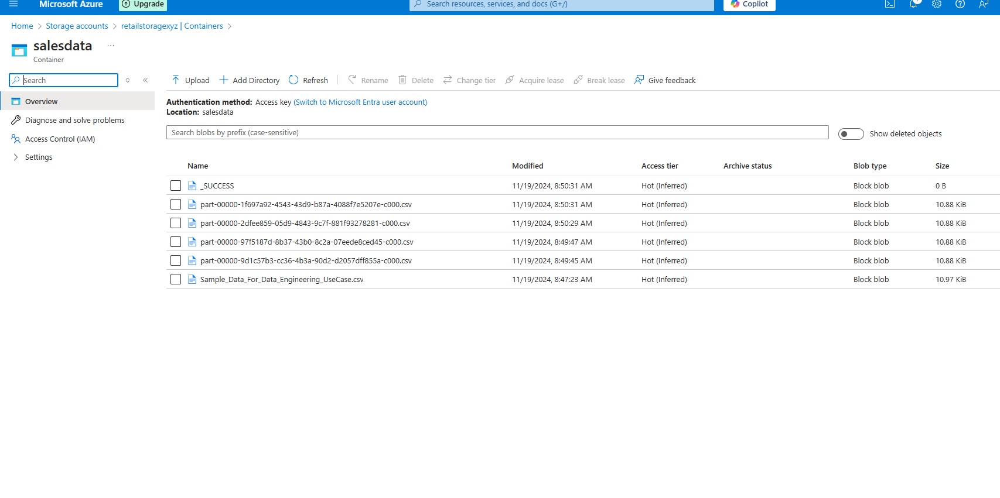 Microsoft Azure
Upgrade
Search resources, services, and docs (G+/)
Copilot
Home > Storage accounts > retailstoragexyz | Containers >
salesdata ...
Container
Search
Overview
Diagnose and solve problems
Access Control (IAM)
Settings
Upload Add Directory Refresh Rename Delete Change tier Acquire lease Break lease Give feedback
Authentication method: Access key (Switch to Microsoft Entra user account)
Location: salesdata
Search blobs by prefix (case-sensitive)
Show deleted objects
Name Modified Access tier Archive status Blob type Size
_SUCCESS 11/19/2024, 8:50:31 AM Hot (Inferred) Block blob 0 B
part-00000-1f697a92-4543-43d9-b87a-4088f7e5207e-c000.csv 11/19/2024, 8:50:31 AM Hot (Inferred) Block blob 10.88 KiB
part-00000-2dfee859-05d9-4843-9c7f-881f93278281-c000.csv 11/19/2024, 8:50:29 AM Hot (Inferred) Block blob 10.88 KiB
part-00000-97f5187d-8b37-43b0-8c2a-07eede8ced45-c000.csv 11/19/2024, 8:49:47 AM Hot (Inferred) Block blob 10.88 KiB
part-00000-9d1c57b3-cc36-4b3a-90d2-d2057dff855a-c000.csv 11/19/2024, 8:49:45 AM Hot (Inferred) Block blob 10.88 KiB
Sample_Data_For_Data_Engineering_UseCase.csv 11/19/2024, 8:47:23 AM Hot (Inferred) Block blob 10.97 KiB